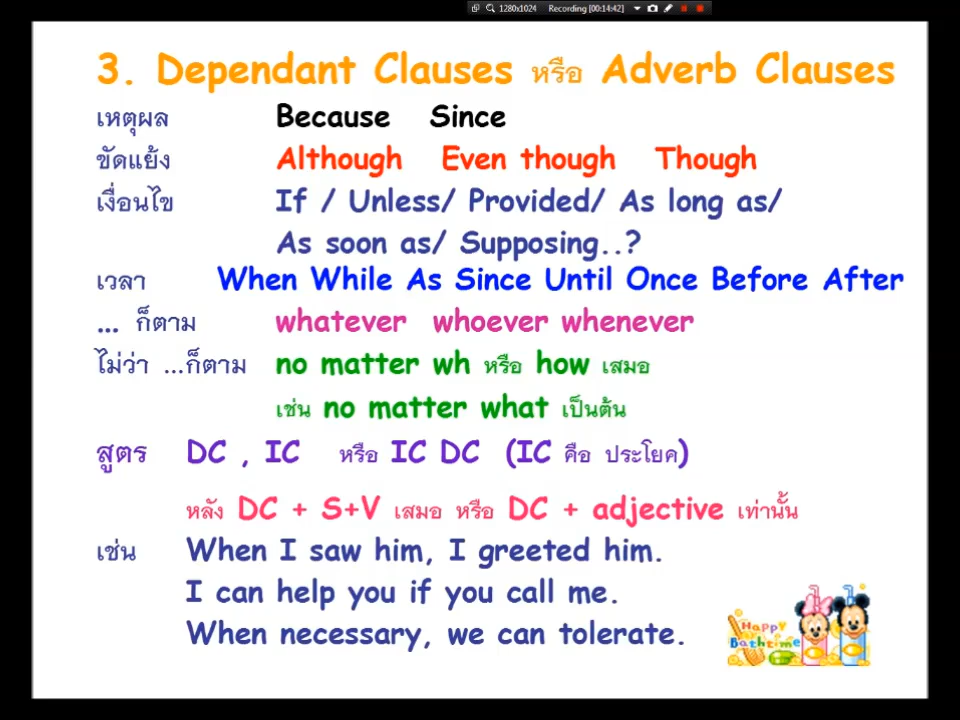 1280x1024 Recording [00:14:42]
3. Dependant Clauses หรือ Adverb Clauses
เหตุผล Because Since
ขัดแย้ง Although Even though Though
เงื่อนไข If / Unless/ Provided/ As long as/
As soon as/ Supposing..?
เวลา When While As Since Until Once Before After
... ก็ตาม whatever whoever whenever
ไม่ว่า ...ก็ตาม no matter wh หรือ how เสมอ
เช่น no matter what เป็นต้น
สูตร DC , IC หรือ IC DC (IC คือ ประโยค)
หลัง DC + S+V เสมอ หรือ DC + adjective เท่านั้น
เช่น When I saw him, I greeted him.
I can help you if you call me.
When necessary, we can tolerate.
Happy
Bathtime